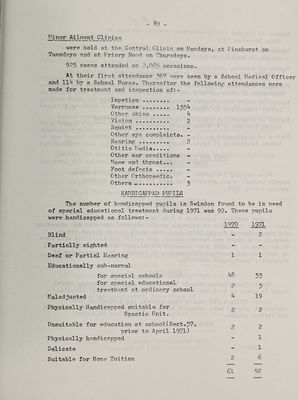 - 89 -
Minor Ailment Clinics
were held at the Central Clinic on Mondays, at Pinehurst on
Tuesdays and at Priory Road on Thursdays.
925 cases attended on 2,085 occasions.
At their first attendance 367 were seen by a School Medical Officer
and 114 by a School Nurse. Thereafter the following attendances were
made for treatment and inspection of:-
Impetigo ........ -
Verrucae ........ 1554
Other skins ..... 4
Vision .......... 2
Squint .......... -
Other eye complaints. -
Hearing ......... 2
Otitis Media..... -
Other ear conditions -
Nose and throat... -
Foot defects ..... -
Other Orthopaedic. -
Others .......... 3
HANDICAPPED PUPILS
The number of handicapped pupils in Swindon found to be in need
of special educational treatment during 1971 was 92. These pupils
were handicapped as follows:-
1970 1971
Blind - 2
Partially sighted - -
Deaf or Partial Hearing 1 1
Educationally sub-normal
for special schools 48 53
for special educational
treatment at ordinary school 2 5
Maladjusted 4 19
Physically Handicapped suitable for
Spastic Unit. 2 2
Unsuitable for education at school(Sect.57,
prior to April 1971) 2 2
Physically handicapped - 1
Delicate - 1
Suitable for Home Tuition 2 6
61 92